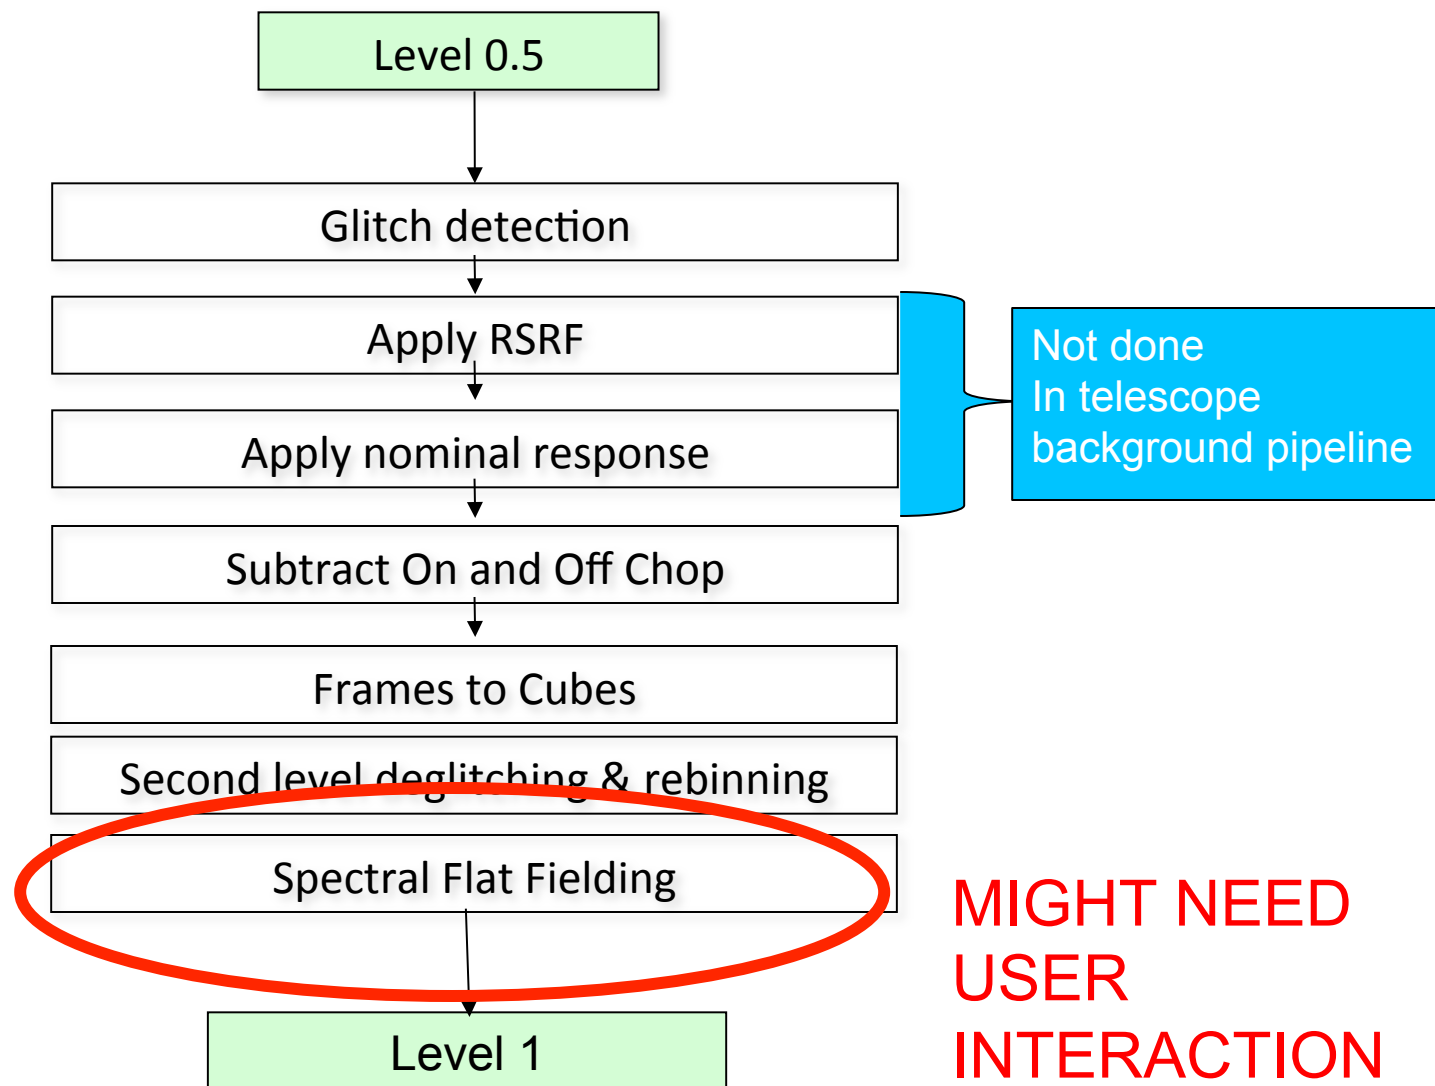 Level 0.5
Glitch detection
Apply RSRF
Apply nominal response
Not done
In telescope
background pipeline
Subtract On and Off Chop
Frames to Cubes
Second level deglitching & rebinning
Spectral Flat Fielding
MIGHT NEED
USER
INTERACTION
Level 1